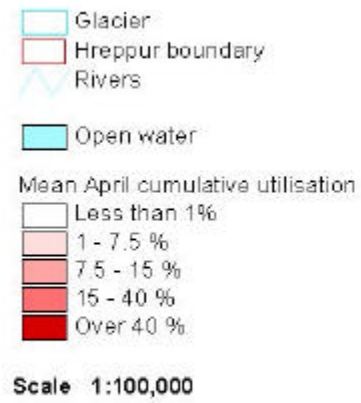 Glacier
Hreppur boundary
Rivers
Open water
Mean April cumulative utilisation
Less than 1%
1 - 7.5 %
7.5 - 15 %
15 - 40 %
Over 40 %
Scale 1:100,000